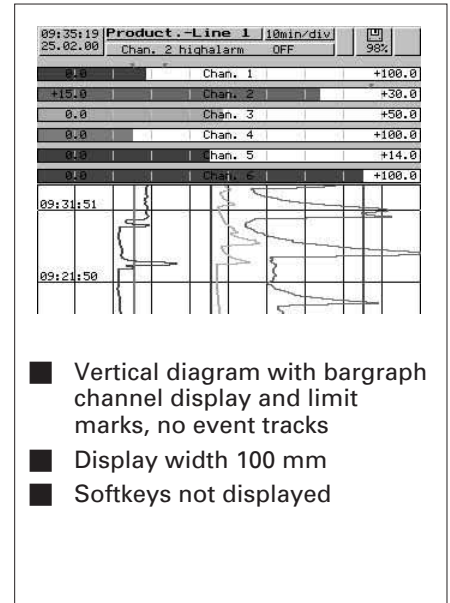 09:35:19 Product.-Line 1 10min/div
25.02.00 Chan. 2 highalarm OFF 98%
0.0 Chan. 1 +100.0
+15.0 Chan. 2 +30.0
0.0 Chan. 3 +50.0
0.0 Chan. 4 +100.0
0.0 Chan. 5 +14.0
0.0 Chan. 6 +100.0
09:31:51
09:21:50
Vertical diagram with bargraph
channel display and limit
marks, no event tracks
Display width 100 mm
Softkeys not displayed